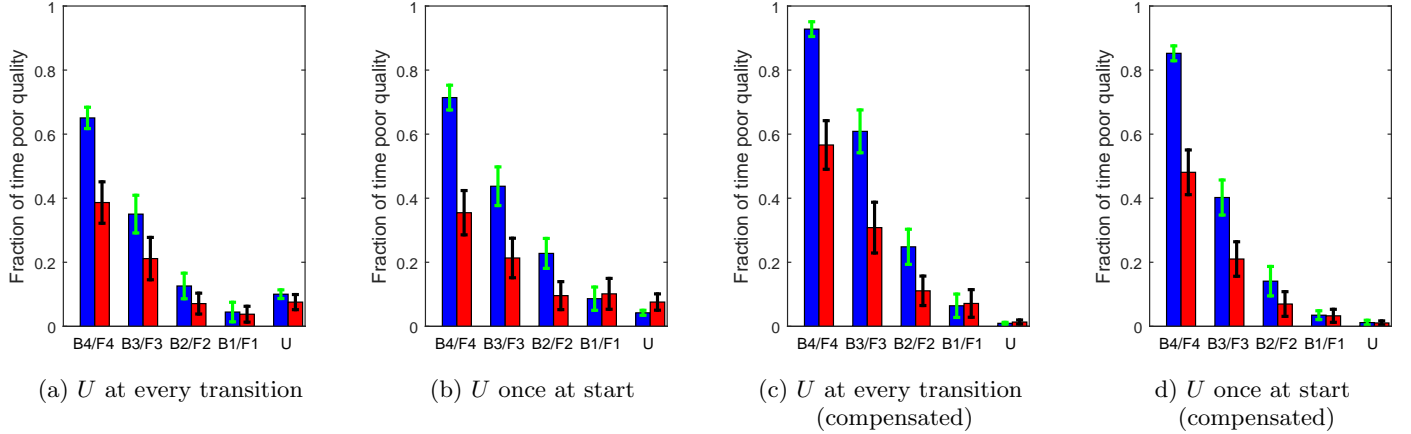 Fraction of time poor quality
1
0.8
0.6
0.4
0.2
0
B4/F4 B3/F3 B2/F2 B1/F1 U
(a) U at every transition
Fraction of time poor quality
1
0.8
0.6
0.4
0.2
0
B4/F4 B3/F3 B2/F2 B1/F1 U
(b) U once at start
Fraction of time poor quality
1
0.8
0.6
0.4
0.2
0
B4/F4 B3/F3 B2/F2 B1/F1 U
(c) U at every transition
(compensated)
Fraction of time poor quality
1
0.8
0.6
0.4
0.2
0
B4/F4 B3/F3 B2/F2 B1/F1 U
d) U once at start
(compensated)